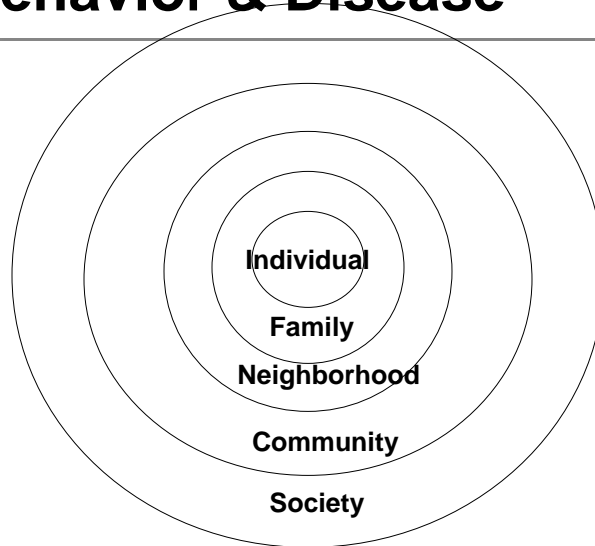 ehavior & Disease
Individual
Family
Neighborhood
Community
Society